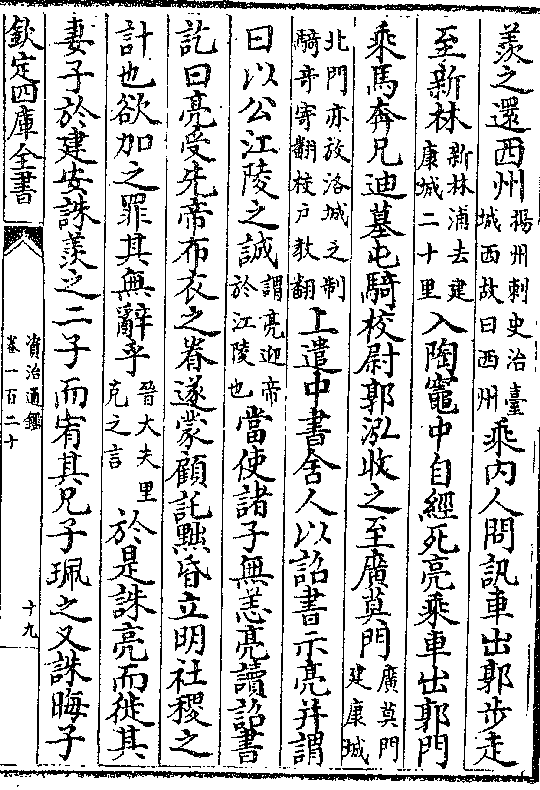 羨之還西州揚州刺史治臺城西故曰西州乘内人問訊車出郭步走
至新林新林浦去建康城二十里入陶竈中自經死亮乘車出郭門
乘馬奔兄迪墓屯騎校尉郭泓收之至廣莫門廣莫門建康城
北門亦放洛城之制騎奇寄翻校户教翻上遣中書舍人以詔書示亮并謂
曰以公江陵之誠謂亮迎帝於江陵也當使諸子無恙亮讀詔書
訖曰亮受先帝布衣之眷遂蒙顧託黜昏立明社稷之
計也欲加之罪其無辭乎晉大夫里克之言於是誅亮而徙其
妻子於建安誅羨之二子而宥其兄子珮之又誅晦子
欽定四庫全書
資治通鑑
卷一百二十
十九